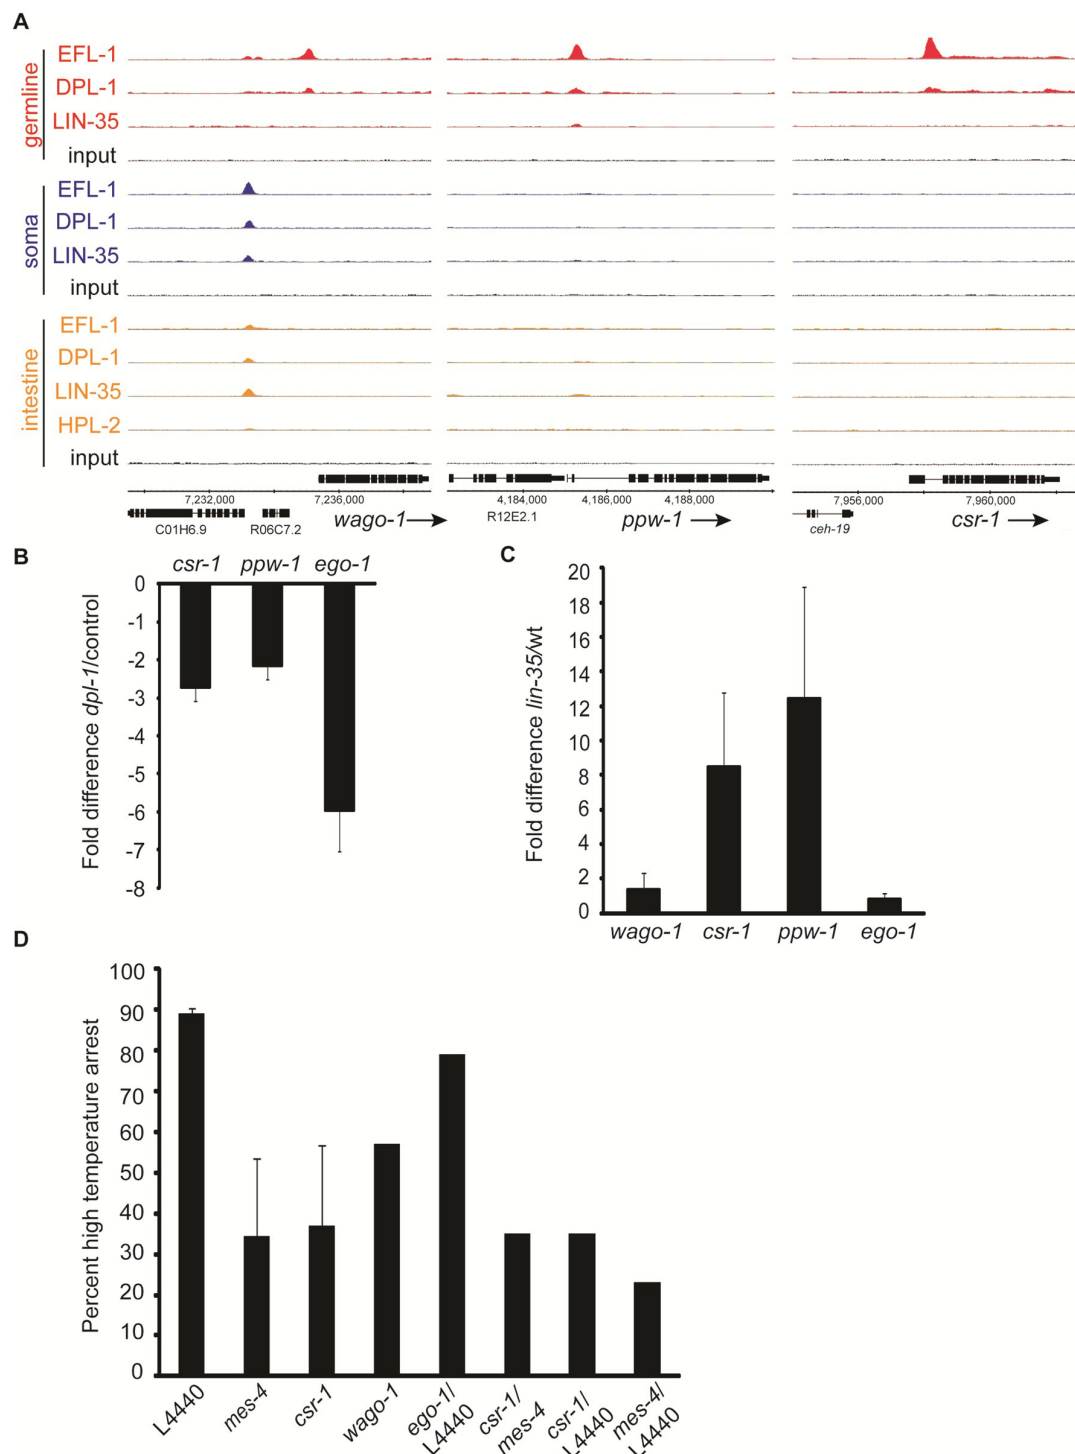 A
germline
EFL-1
DPL-1
LIN-35
input
soma
EFL-1
DPL-1
LIN-35
input
intestine
EFL-1
DPL-1
LIN-35
HPL-2
input
7,232,000 7,236,000
C01H6.9 R06C7.2
wago-1
4,184,000 4,186,000 4,188,000
R12E2.1
ppw-1
7,956,000 7,960,000
ceh-19
csr-1
B
csr-1 ppw-1 ego-1
Fold difference dpl-1/control
0
-1
-2
-3
-4
-5
-6
-7
-8
C
Fold difference lin-35/wt
20
18
16
14
12
10
8
6
4
2
0
wago-1 csr-1 ppw-1 ego-1
D
Percent high temperature arrest
100
90
80
70
60
50
40
30
20
10
0
L4440
mes-4
csr-1
wago-1
ego-1/
L4440
csr-1/
mes-4
csr-1/
L4440
mes-4/
L4440